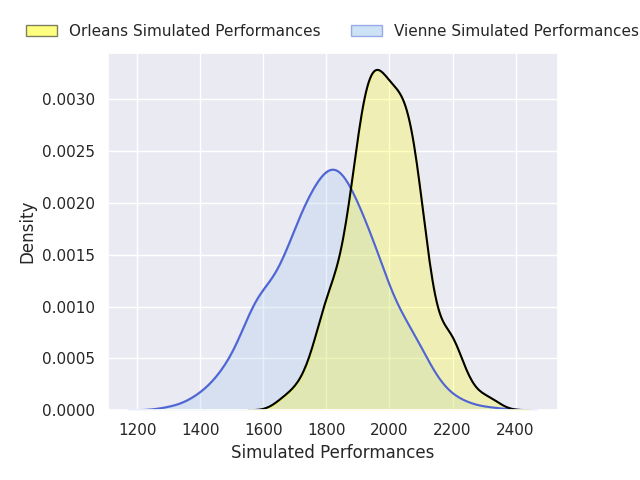 Orleans Simulated Performances
Vienne Simulated Performances
0.0030
0.0025
0.0020
0.0015
0.0010
0.0005
0.0000
Density
1200 1400 1600 1800 2000 2200 2400
Simulated Performances